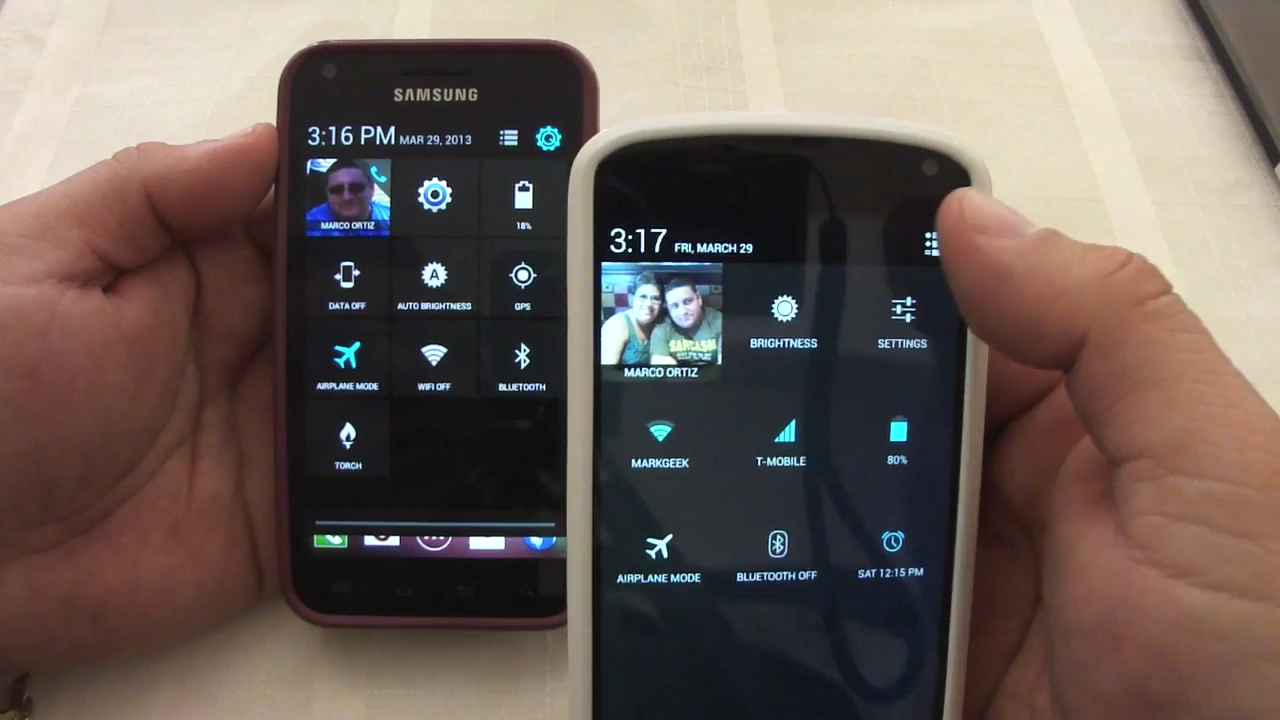 SAMSUNG
3:16 PM MAR 29, 2013
MARCO ORTIZ
18%
DATA OFF
AUTO BRIGHTNESS
GPS
AIRPLANE MODE
WIFI OFF
BLUETOOTH
TORCH
3:17 FRI, MARCH 29
SARCASM
MARCO ORTIZ
BRIGHTNESS
SETTINGS
MARKGEEK
T-MOBILE
80%
AIRPLANE MODE
BLUETOOTH OFF
SAT 12:15 PM